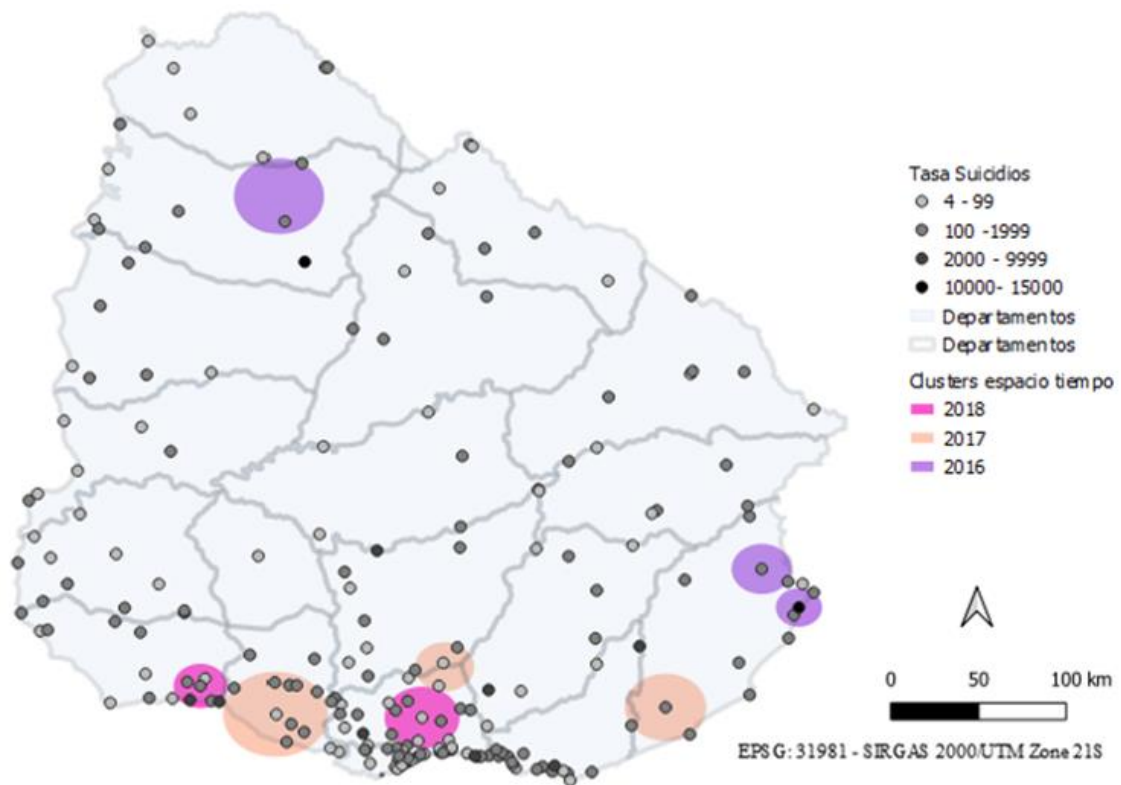 Tasa Suicidios
4 - 99
100 -1999
2000 - 9999
10000- 15000
Departamentos
Departamentos
Clusters espacio tiempo
2018
2017
2016
0 50 100 km
EPSG: 31981 - SIRGAS 2000/UTM Zone 21S